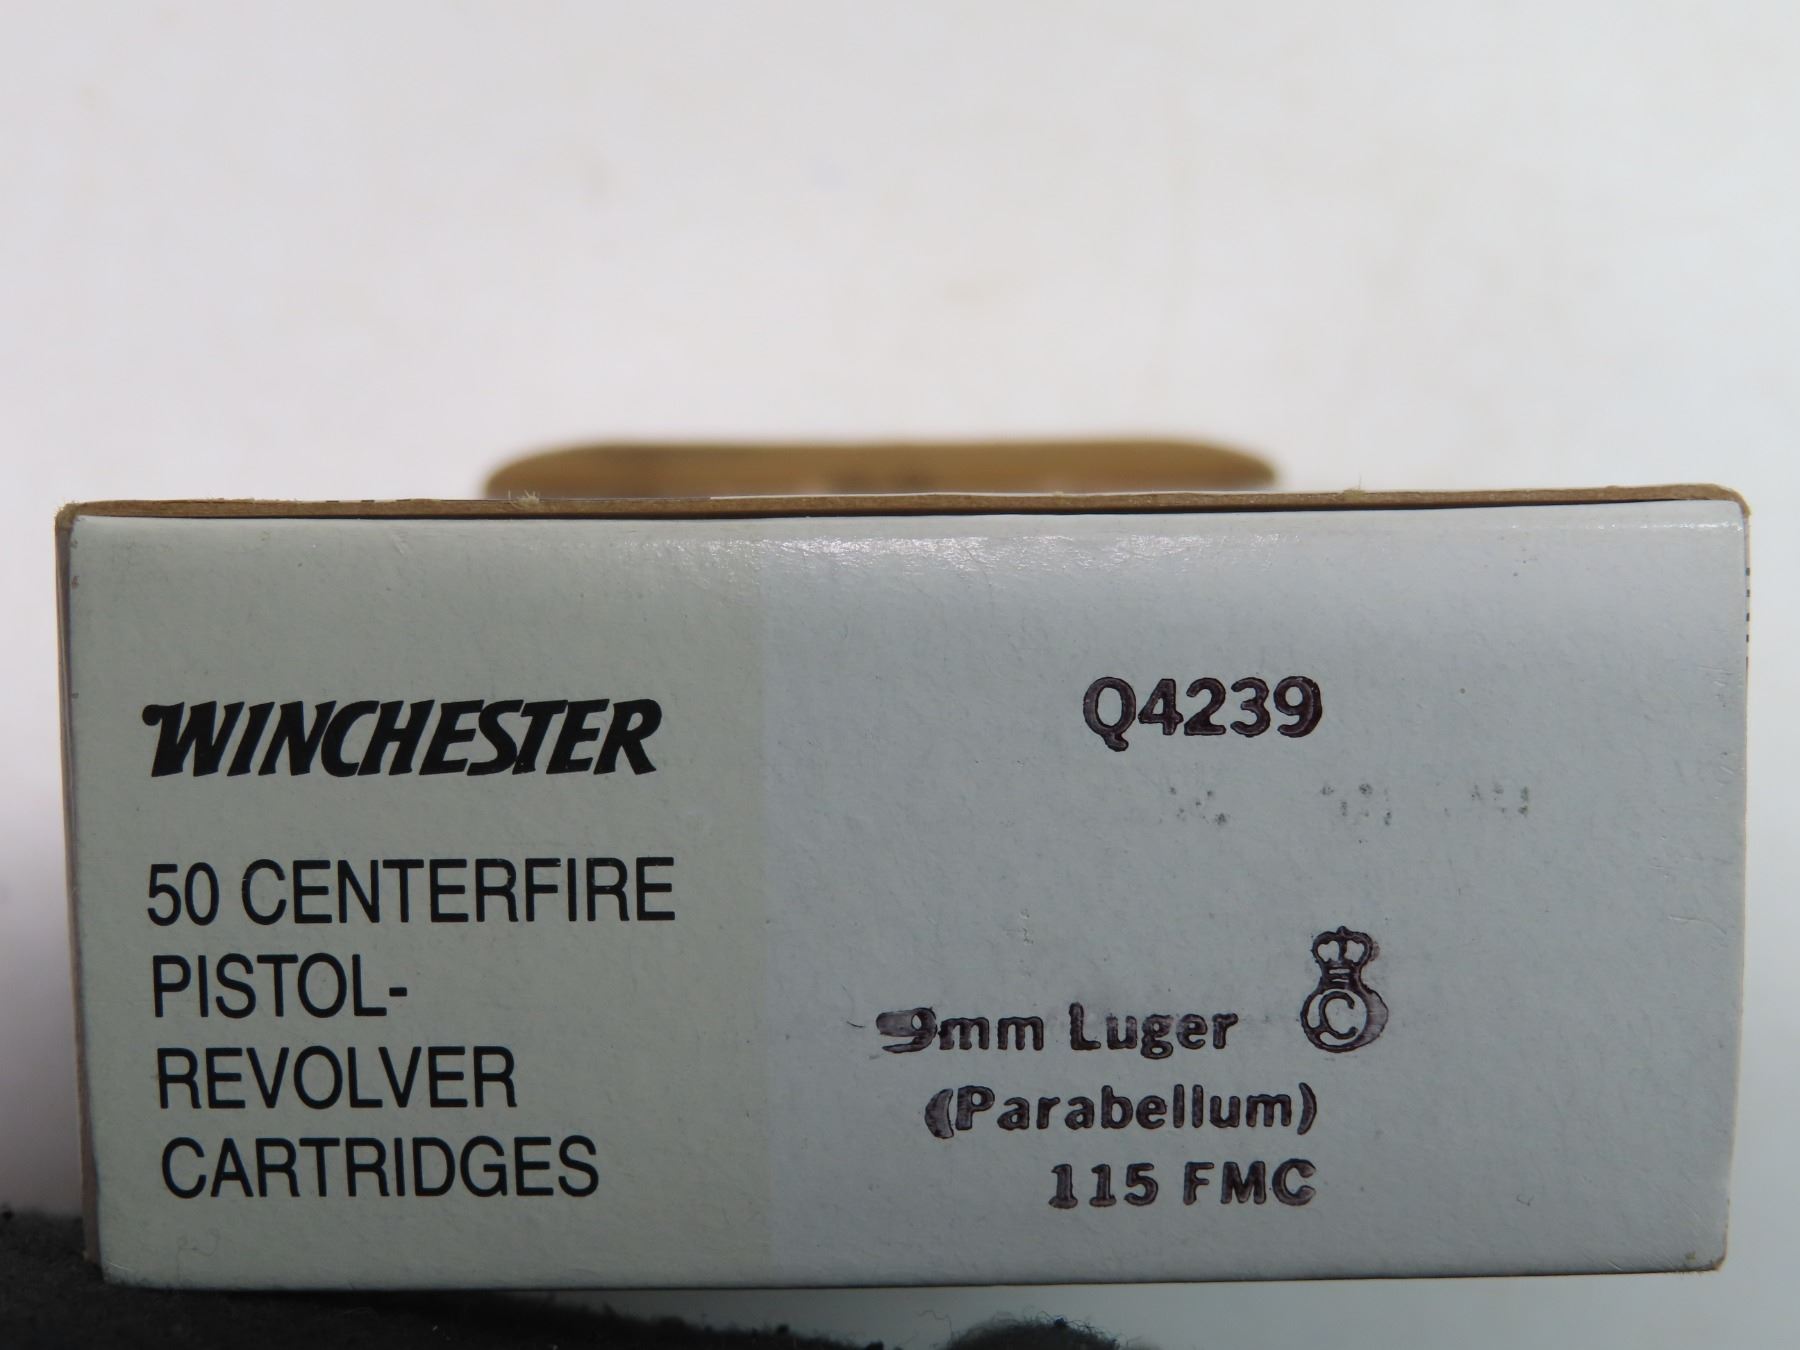 WINCHESTER
50 CENTERFIRE
PISTOL-
REVOLVER
CARTRIDGES
Q4239
9mm Luger
C
(Parabellum)
115 FMC